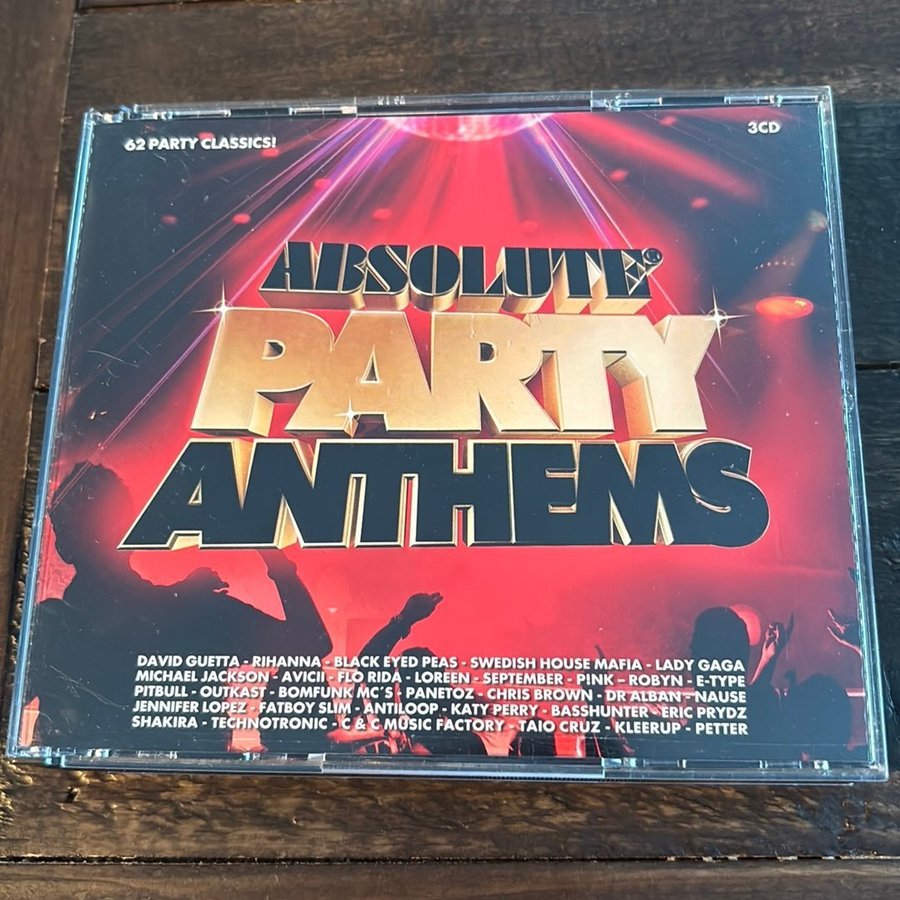 62 PARTY CLASSICS!
3CD
ABSOLUTE®
PARTY
ANTHEMS
DAVID GUETTA - RIHANNA - BLACK EYED PEAS - SWEDISH HOUSE MAFIA - LADY GAGA
MICHAEL JACKSON - AVICII - FLO RIDA - LOREEN - SEPTEMBER - P!NK – ROBYN - E-TYPE
PITBULL - OUTKAST - BOMFUNK MC´S - PANETOZ - CHRIS BROWN - DR ALBAN - NAUSE
JENNIFER LOPEZ - FATBOY SLIM - ANTILOOP - KATY PERRY - BASSHUNTER - ERIC PRYDZ
SHAKIRA - TECHNOTRONIC - C & C MUSIC FACTORY - TAIO CRUZ - KLEERUP - PETTER